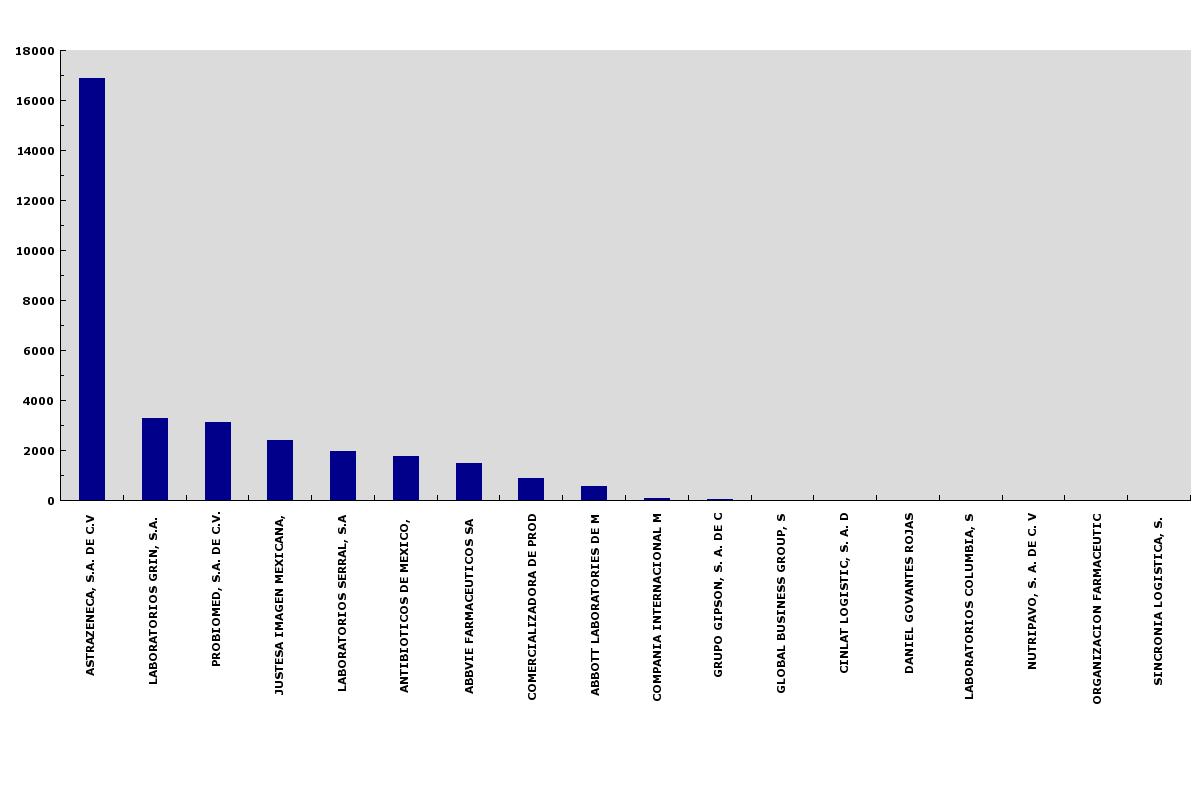 18000
16000
14000
12000
10000
8000
6000
4000
2000
0
ASTRAZENECA, S.A. DE C.V
LABORATORIOS GRIN, S.A.
PROBIOMED, S.A. DE C.V.
JUSTESA IMAGEN MEXICANA,
LABORATORIOS SERRAL, S.A
ANTIBIOTICOS DE MEXICO,
ABBVIE FARMACEUTICOS SA
COMERCIALIZADORA DE PROD
ABBOTT LABORATORIES DE M
COMPANIA INTERNACIONAL M
GRUPO GIPSON, S. A. DE C
GLOBAL BUSINESS GROUP, S
CINLAT LOGISTIC, S. A. D
DANIEL GOVANTES ROJAS
LABORATORIOS COLUMBIA, S
NUTRIPAVO, S. A. DE C. V
ORGANIZACION FARMACEUTIC
SINCRONIA LOGISTICA, S.